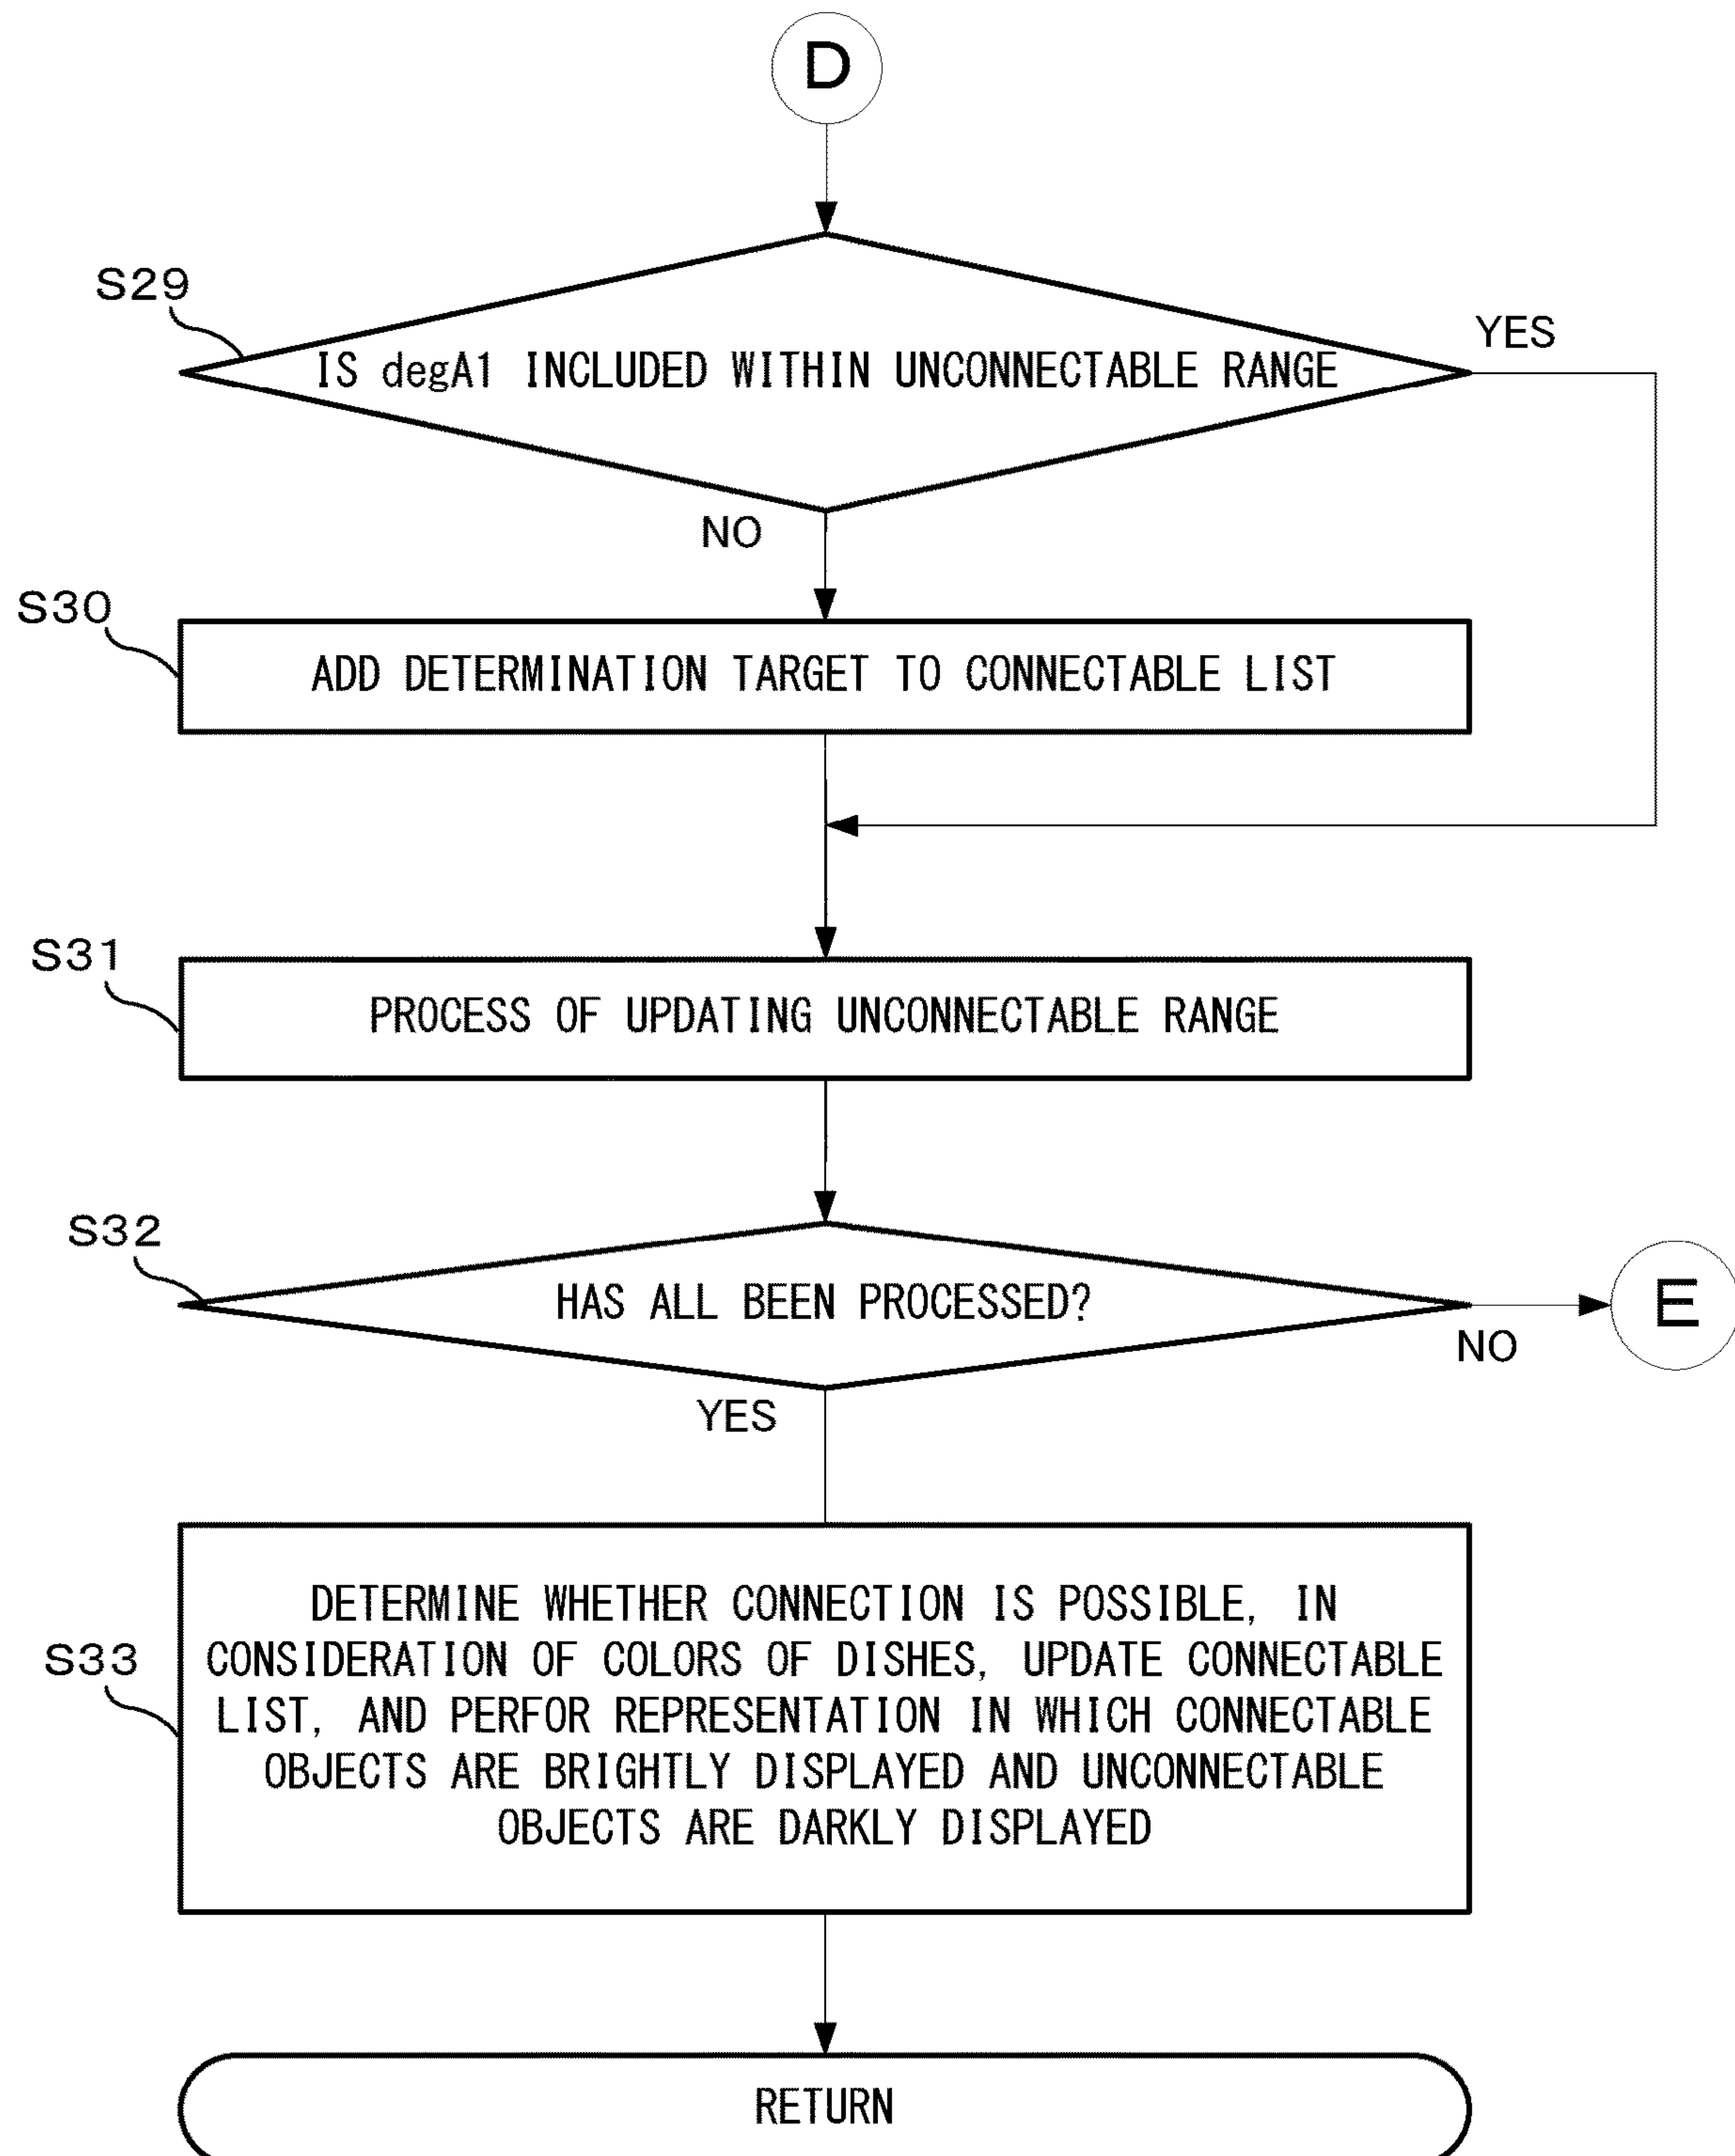 D
S29
YES
IS degA1 INCLUDED WITHIN UNCONNECTABLE RANGE
NO
S30
ADD DETERMINATION TARGET TO CONNECTABLE LIST
S31
PROCESS OF UPDATING UNCONNECTABLE RANGE
S32
HAS ALL BEEN PROCESSED?
E
NO
YES
S33
DETERMINE WHETHER CONNECTION IS POSSIBLE, IN
CONSIDERATION OF COLORS OF DISHES, UPDATE CONNECTABLE
LIST, AND PERFOR REPRESENTATION IN WHICH CONNECTABLE
OBJECTS ARE BRIGHTLY DISPLAYED AND UNCONNECTABLE
OBJECTS ARE DARKLY DISPLAYED
RETURN